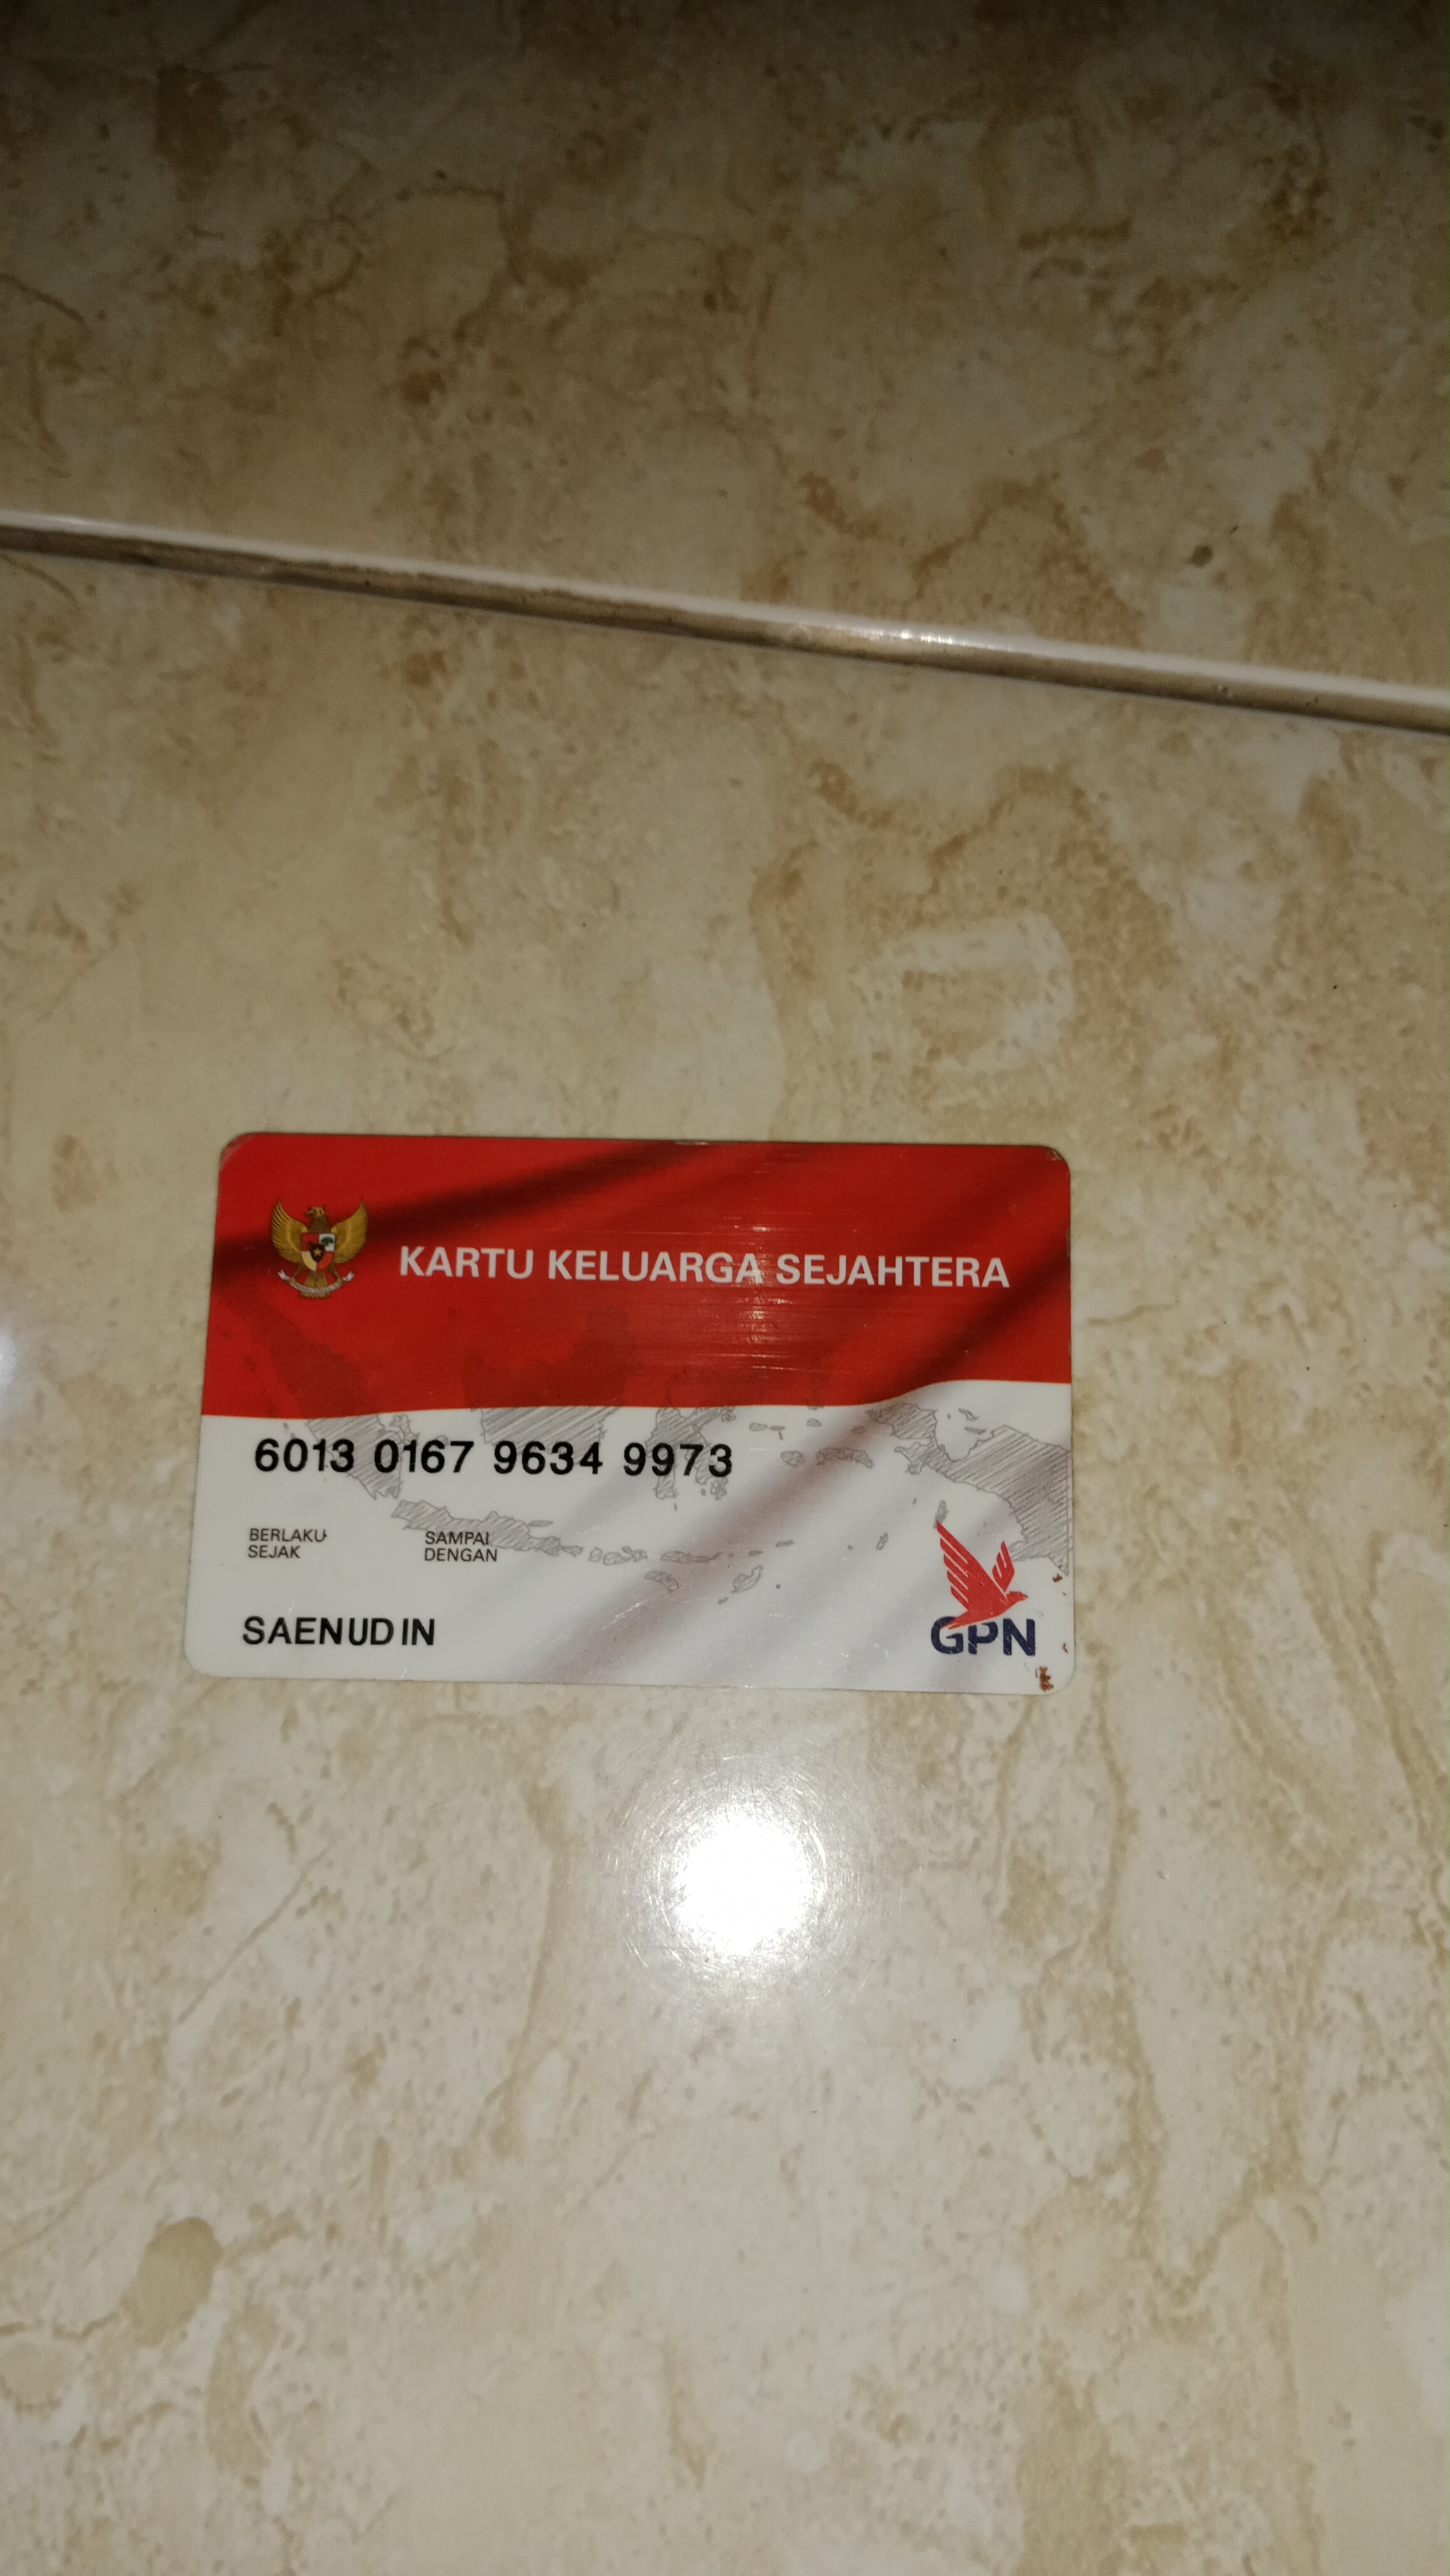 KARTU KELUARGA SEJAHTERA
6013 0167 9634 9973
BERLAKU SEJAK
SAMPAI DENGAN
SAENUDIN
GPN